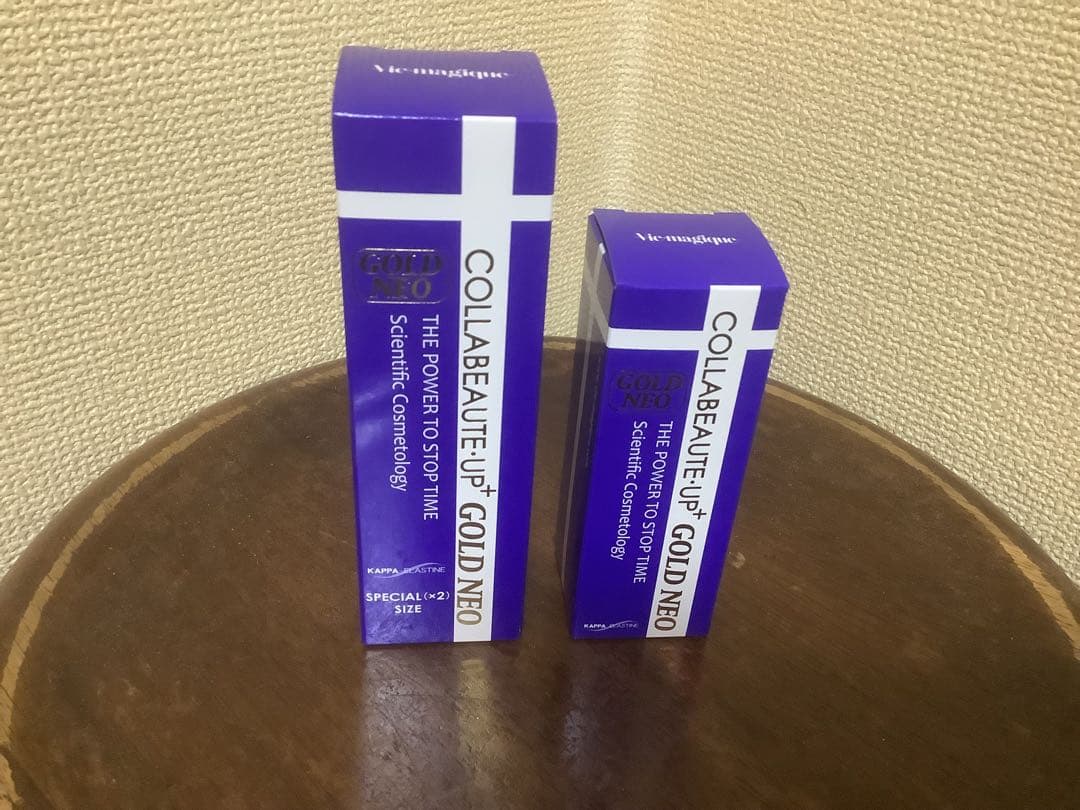 Vie-magique
GOLD
NEO
COLLABEAUTE·UP+ GOLD NEO
THE POWER TO STOP TIME
Scientific Cosmetology
KAPPA ELASTINE
SPECIAL(×2)
SIZE
Vie-magique
GOLD
NEO
COLLABEAUTE·UP+ GOLD NEO
THE POWER TO STOP TIME
Scientific Cosmetology
KAPPA ELASTINE